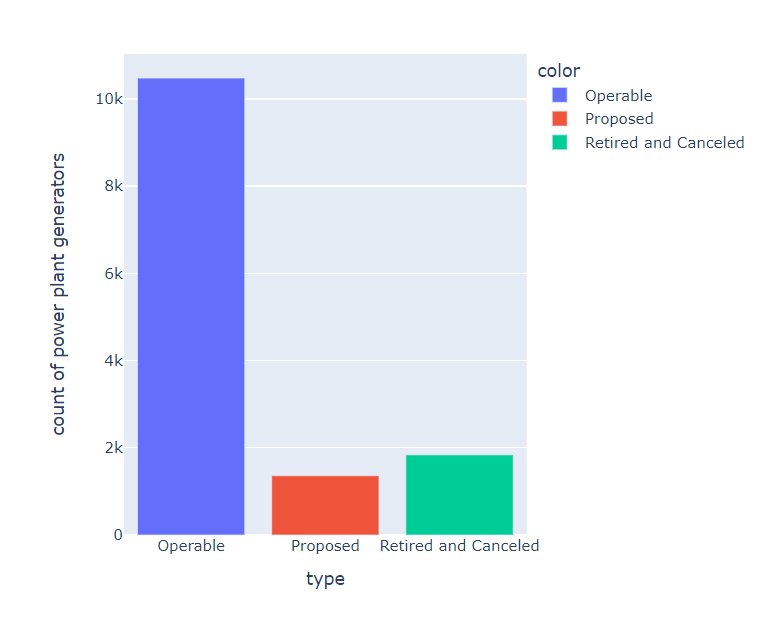 color
Operable
Proposed
Retired and Canceled
count of power plant generators
10k
8k
6k
4k
2k
0
Operable
Proposed
Retired and Canceled
type